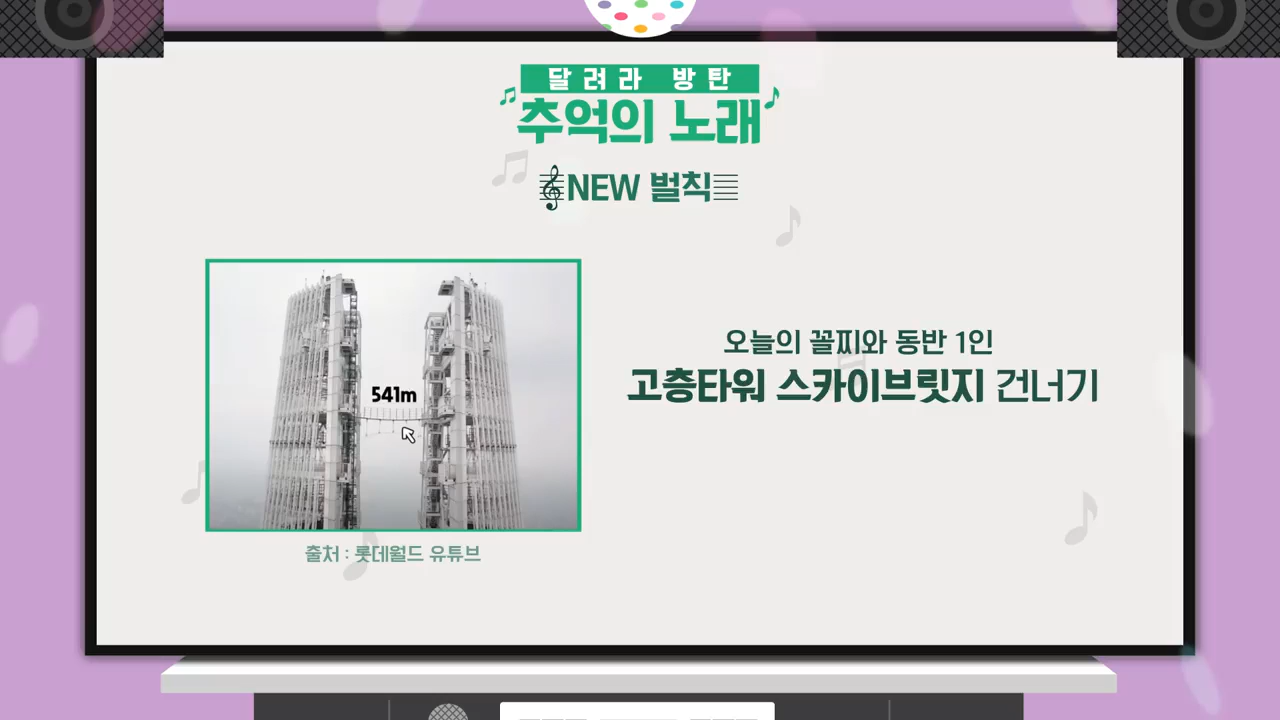 달려라 방탄
추억의 노래
NEW 벌칙
541m
오늘의 꼴찌와 동반 1인
고층타워 스카이브릿지 건너기
출처 : 롯데월드 유튜브